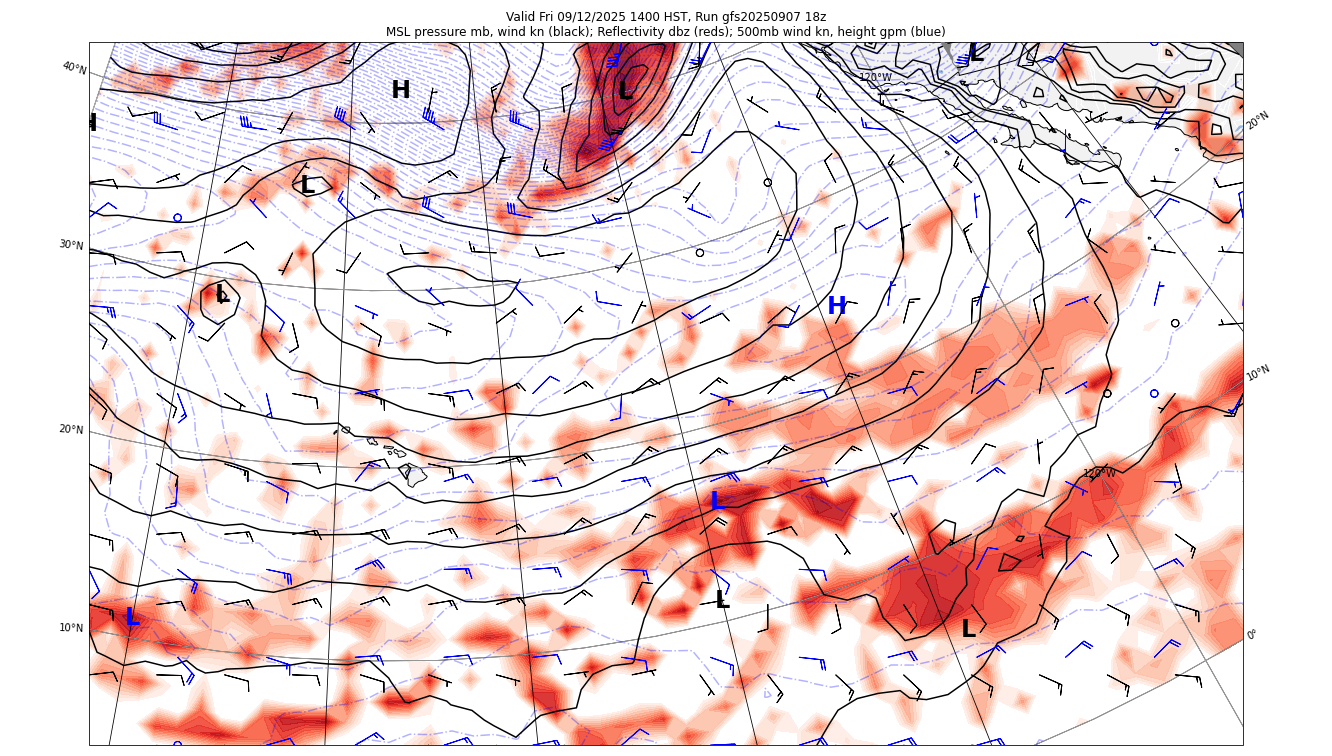 Valid Fri 09/12/2025 1400 HST, Run gfs20250907 18z
MSL pressure mb, wind kn (black); Reflectivity dbz (reds); 500mb wind kn, height gpm (blue)
L
40°N
120°W
H
L
20°N
H
L
30°N
L
H
10°N
20°N
120°W
L
L
L
10°N
L
0°